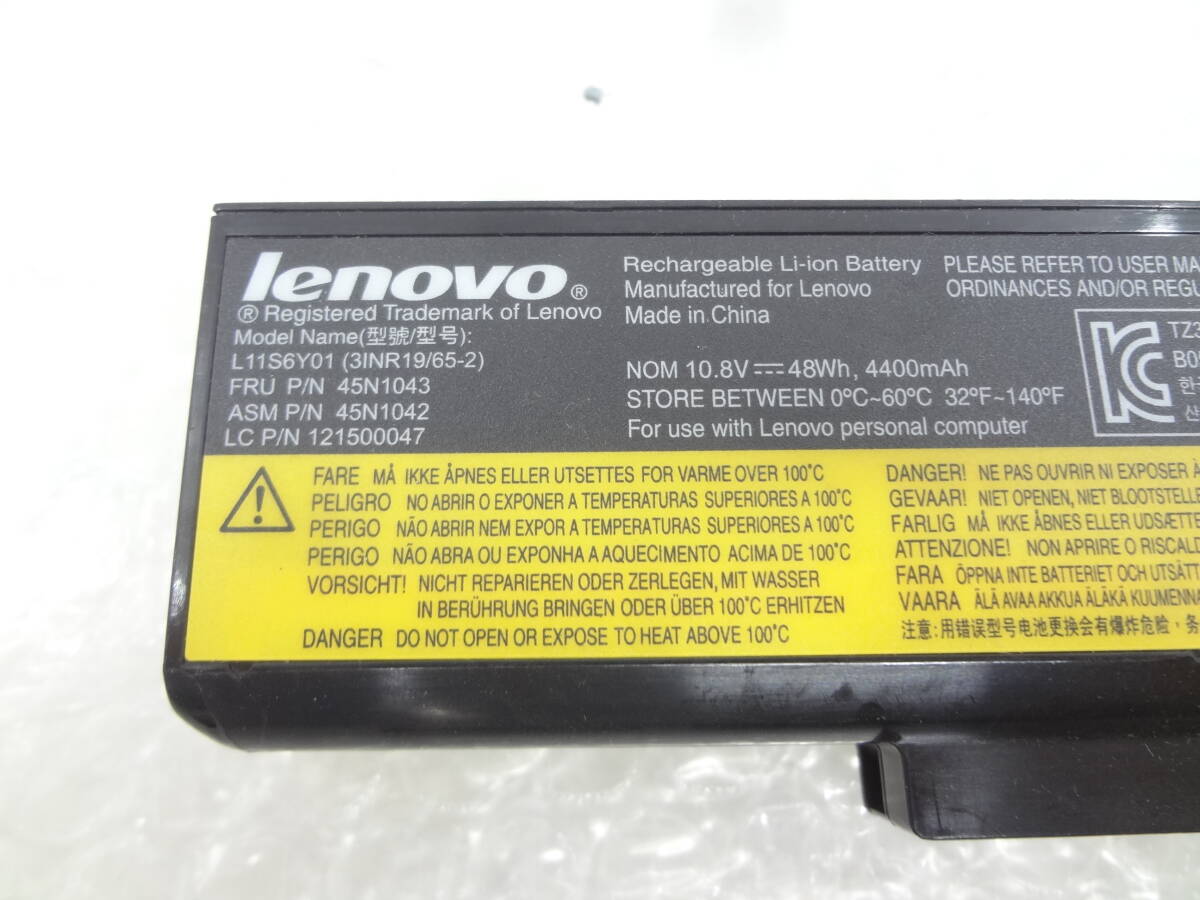 lenovo®
® Registered Trademark of Lenovo
Model Name(型號/型号):
L11S6Y01 (3INR19/65-2)
FRU P/N 45N1043
ASM P/N 45N1042
LC P/N 121500047
Rechargeable Li-ion Battery
Manufactured for Lenovo
Made in China
NOM 10.8V⎓48Wh, 4400mAh
STORE BETWEEN 0ºC~60ºC 32ºF~140ºF
For use with Lenovo personal computer
PLEASE REFER TO USER MA
ORDINANCES AND/OR REGU
FARE MÅ IKKE ÅPNES ELLER UTSETTES FOR VARME OVER 100°C
PELIGRO NO ABRIR O EXPONER A TEMPERATURAS SUPERIORES A 100°C
PERIGO NÃO ABRIR NEM EXPOR A TEMPERATURAS SUPERIORES A 100°C
PERIGO NÃO ABRA OU EXPONHA A AQUECIMENTO ACIMA DE 100°C
VORSICHT! NICHT REPARIEREN ODER ZERLEGEN, MIT WASSER
IN BERÜHRUNG BRINGEN ODER ÜBER 100°C ERHITZEN
DANGER DO NOT OPEN OR EXPOSE TO HEAT ABOVE 100°C
DANGER! NE PAS OUVRIR NI EXPOSER À
GEVAAR! NIET OPENEN, NIET BLOOTSTELLE
FARLIG MÅ IKKE ÅBNES ELLER UDSÆTTE
ATTENZIONE! NON APRIRE O RISCALD
FARA ÖPPNA INTE BATTERIET OCH UTSÄTT
VAARA ÄLÄ AVAA AKKUA ÄLÄKÄ KUUMENNA
注意:用错误型号电池更换会有爆炸危险,务